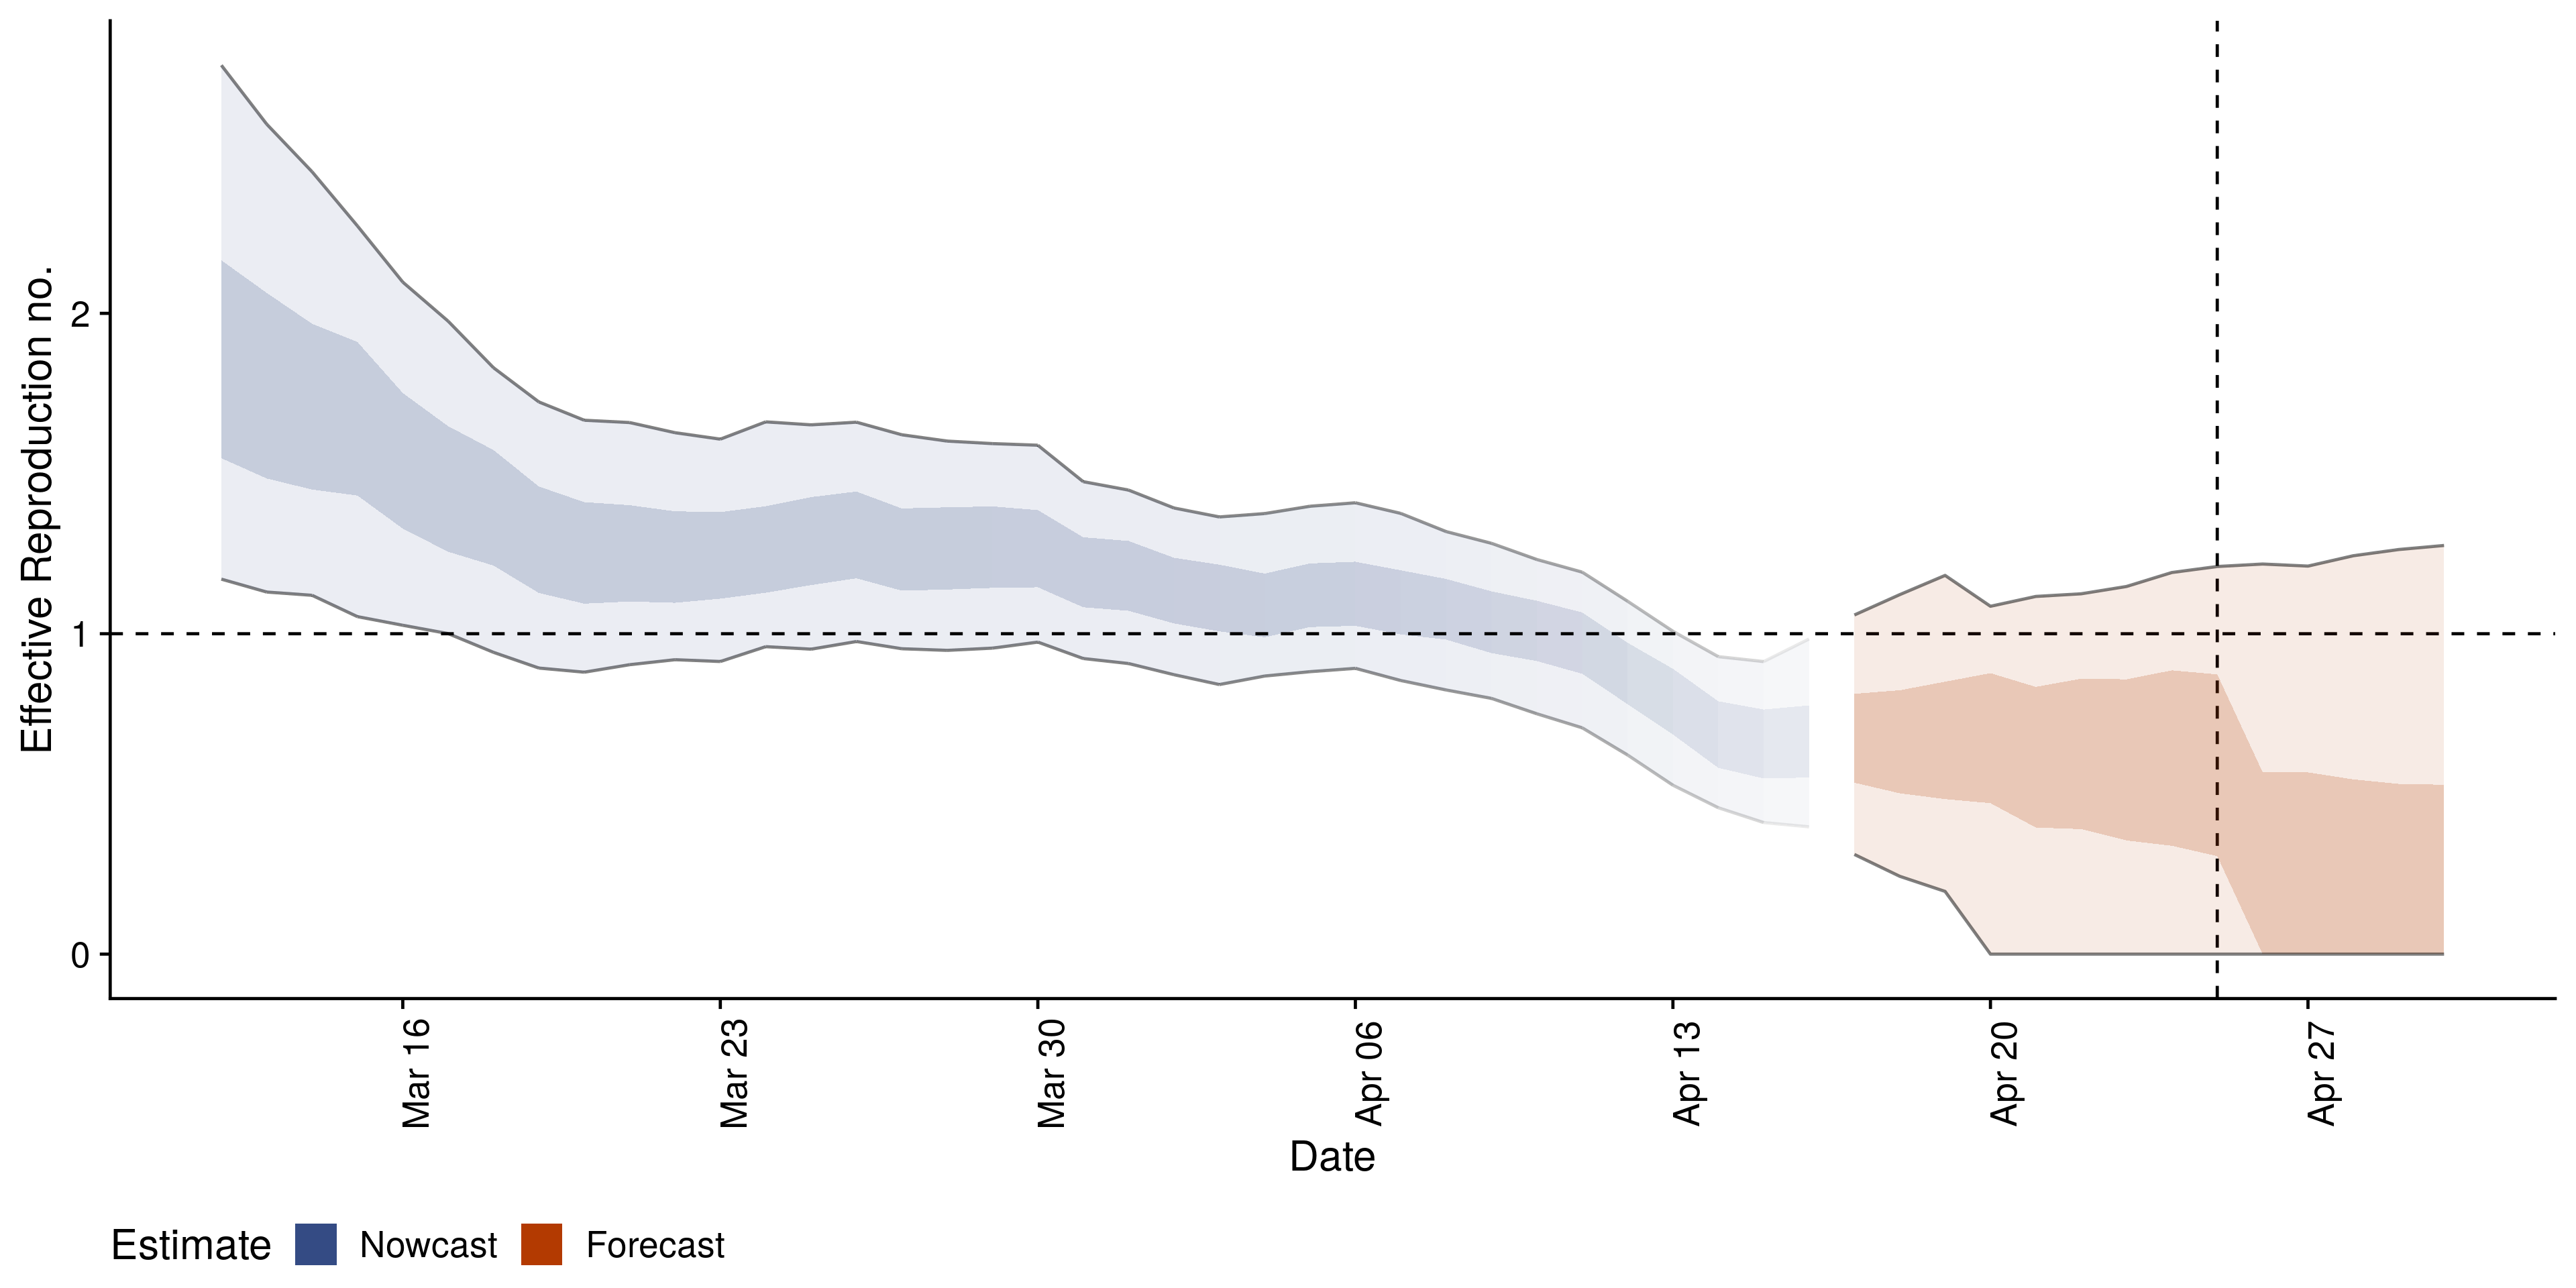 Effective Reproduction no.
2
1
0
Mar 16
Mar 23
Mar 30
Apr 06
Apr 13
Apr 20
Apr 27
Date
Estimate Nowcast Forecast